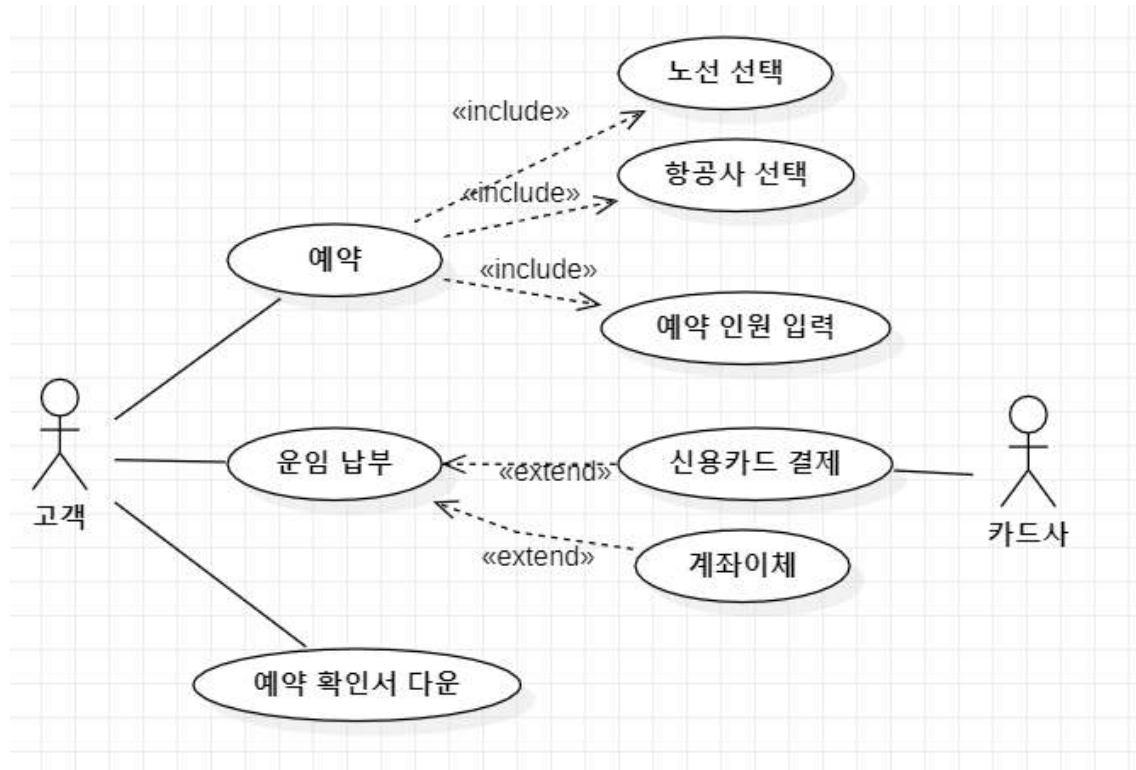 노선 선택
«include»
항공사 선택
«include»
예약
«include»
예약 인원 입력
운임 납부
«extend»
신용카드 결제
고객
카드사
«extend»
계좌이체
예약 확인서 다운